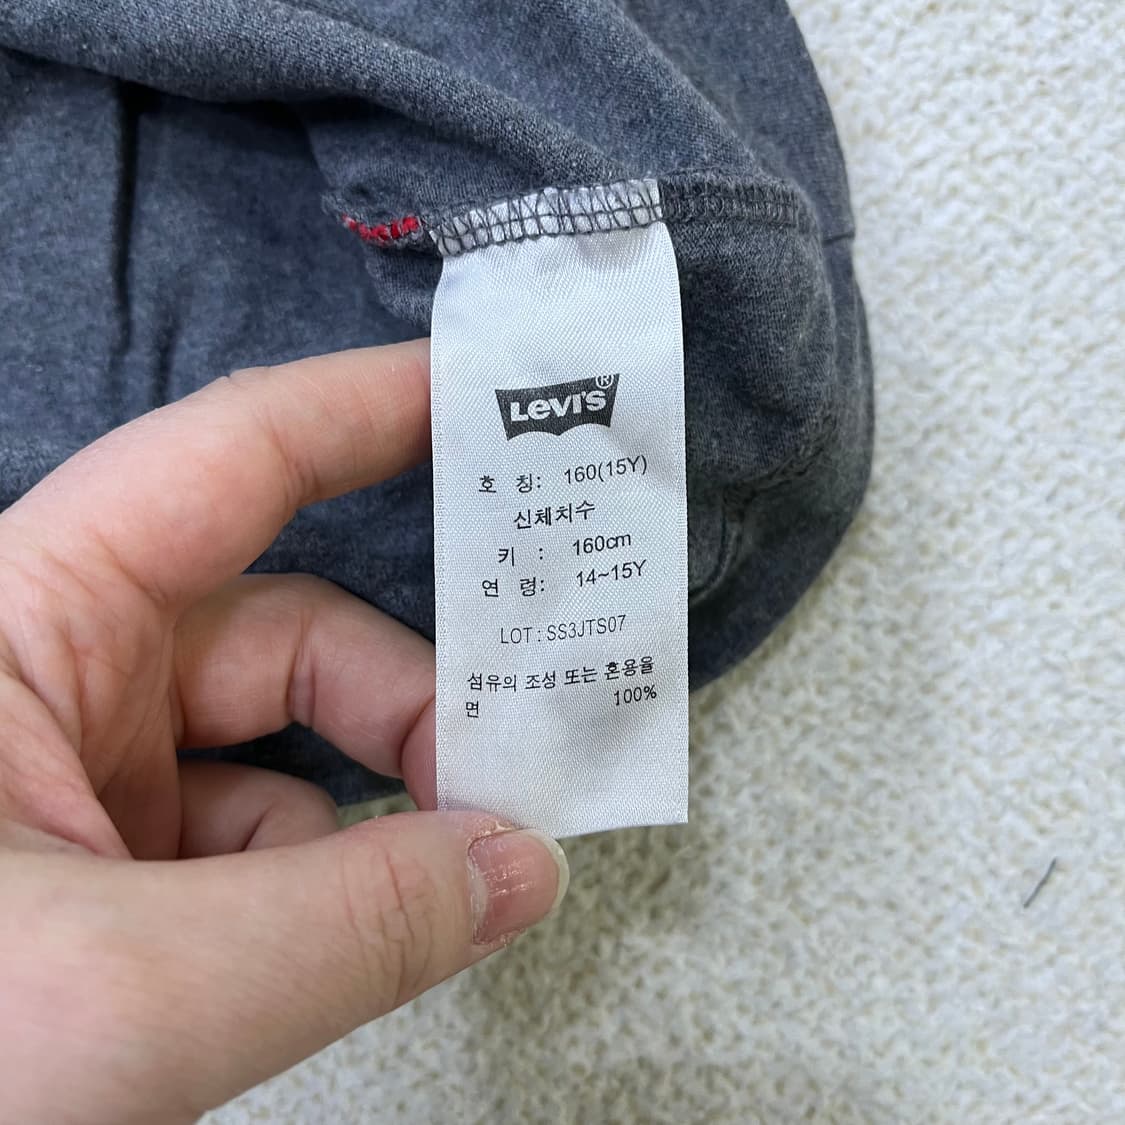 LEVI'S®
호 칭: 160(15Y)
신체치수
키 : 160cm
연 령: 14~15Y
LOT : SS3JTS07
섬유의 조성 또는 혼용율
면 100%